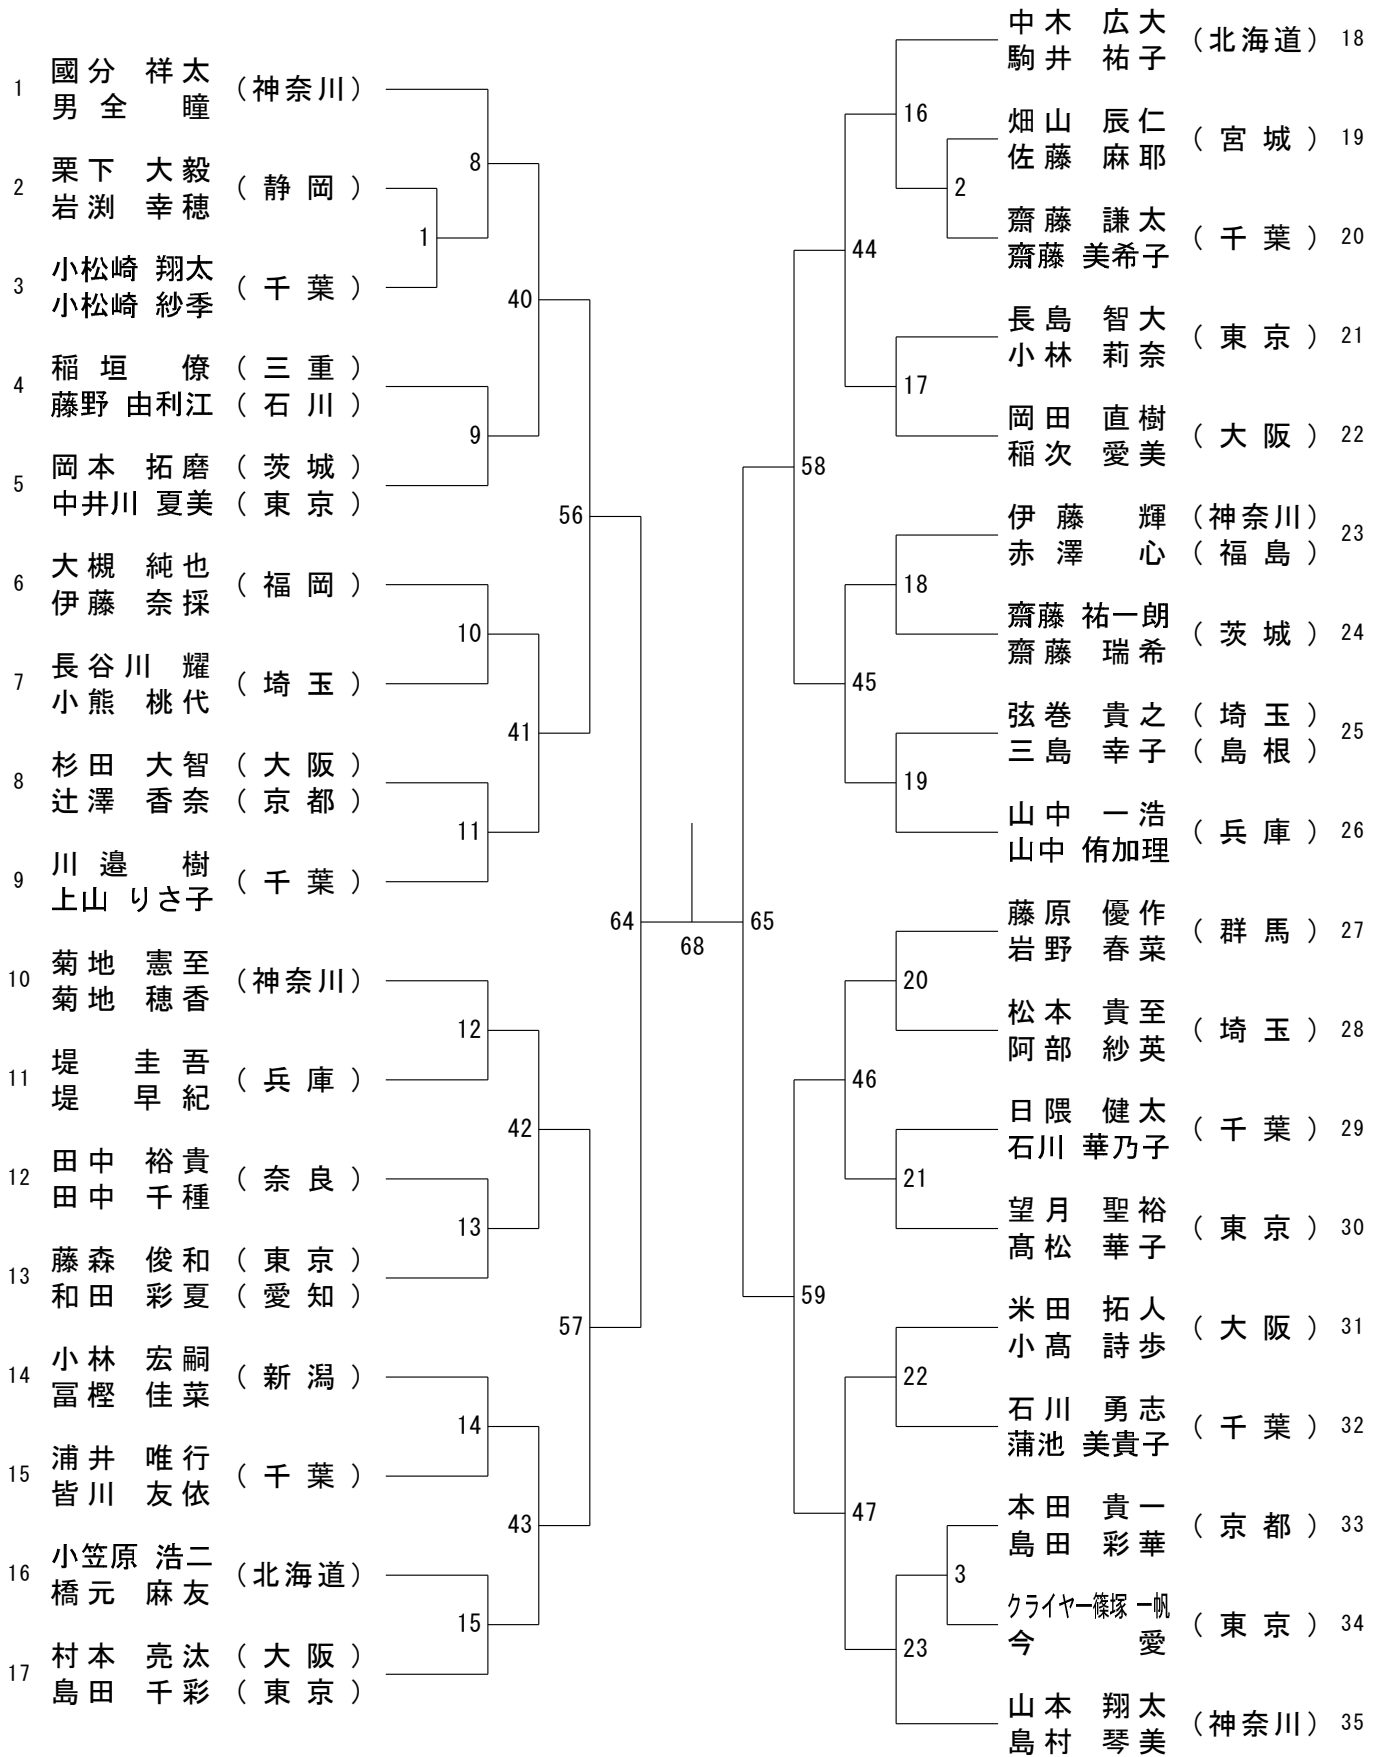 1 國分 祥太 (神奈川)
男全 瞳
2 栗下 大毅 (静岡)
岩渕 幸穂
3 小松崎 翔太 (千葉)
小松崎 紗季
4 稲垣 僚 (三重)
藤野 由利江 (石川)
5 岡本 拓磨 (茨城)
中井川 夏美 (東京)
6 大槻 純也 (福岡)
伊藤 奈採
7 長谷川 耀 (埼玉)
小熊 桃代
8 杉田 大智 (大阪)
辻澤 香奈 (京都)
9 川邉 樹 (千葉)
上山 りさ子
10 菊地 憲至 (神奈川)
菊地 穂香
11 堤 圭吾 (兵庫)
堤 早紀
12 田中 裕貴 (奈良)
田中 千種
13 藤森 俊和 (東京)
和田 彩夏 (愛知)
14 小林 宏嗣 (新潟)
冨樫 佳菜
15 浦井 唯行 (千葉)
皆川 友依
16 小笠原 浩二 (北海道)
橋元 麻友
17 村本 亮汰 (大阪)
島田 千彩 (東京)
1
8
9
10
11
12
13
14
15
40
41
42
43
56
57
64
68
65
58
59
44
45
46
47
16
2
17
18
19
20
21
22
3
23
中木 広大 (北海道) 18
駒井 祐子
畑山 辰仁 (宮城) 19
佐藤 麻耶
齋藤 謙太 (千葉) 20
齋藤 美希子
長島 智大 (東京) 21
小林 莉奈
岡田 直樹 (大阪) 22
稲次 愛美
伊藤 輝 (神奈川) 23
赤澤 心 (福島)
齋藤 祐一朗 (茨城) 24
齋藤 瑞希
弦巻 貴之 (埼玉) 25
三島 幸子 (島根)
山中 一浩 (兵庫) 26
山中 侑加理
藤原 優作 (群馬) 27
岩野 春菜
松本 貴至 (埼玉) 28
阿部 紗英
日隈 健太 (千葉) 29
石川 華乃子
望月 聖裕 (東京) 30
髙松 華子
米田 拓人 (大阪) 31
小髙 詩歩
石川 勇志 (千葉) 32
蒲池 美貴子
本田 貴一 (京都) 33
島田 彩華
クライヤー篠塚 一帆 (東京) 34
今 愛
山本 翔太 (神奈川) 35
島村 琴美